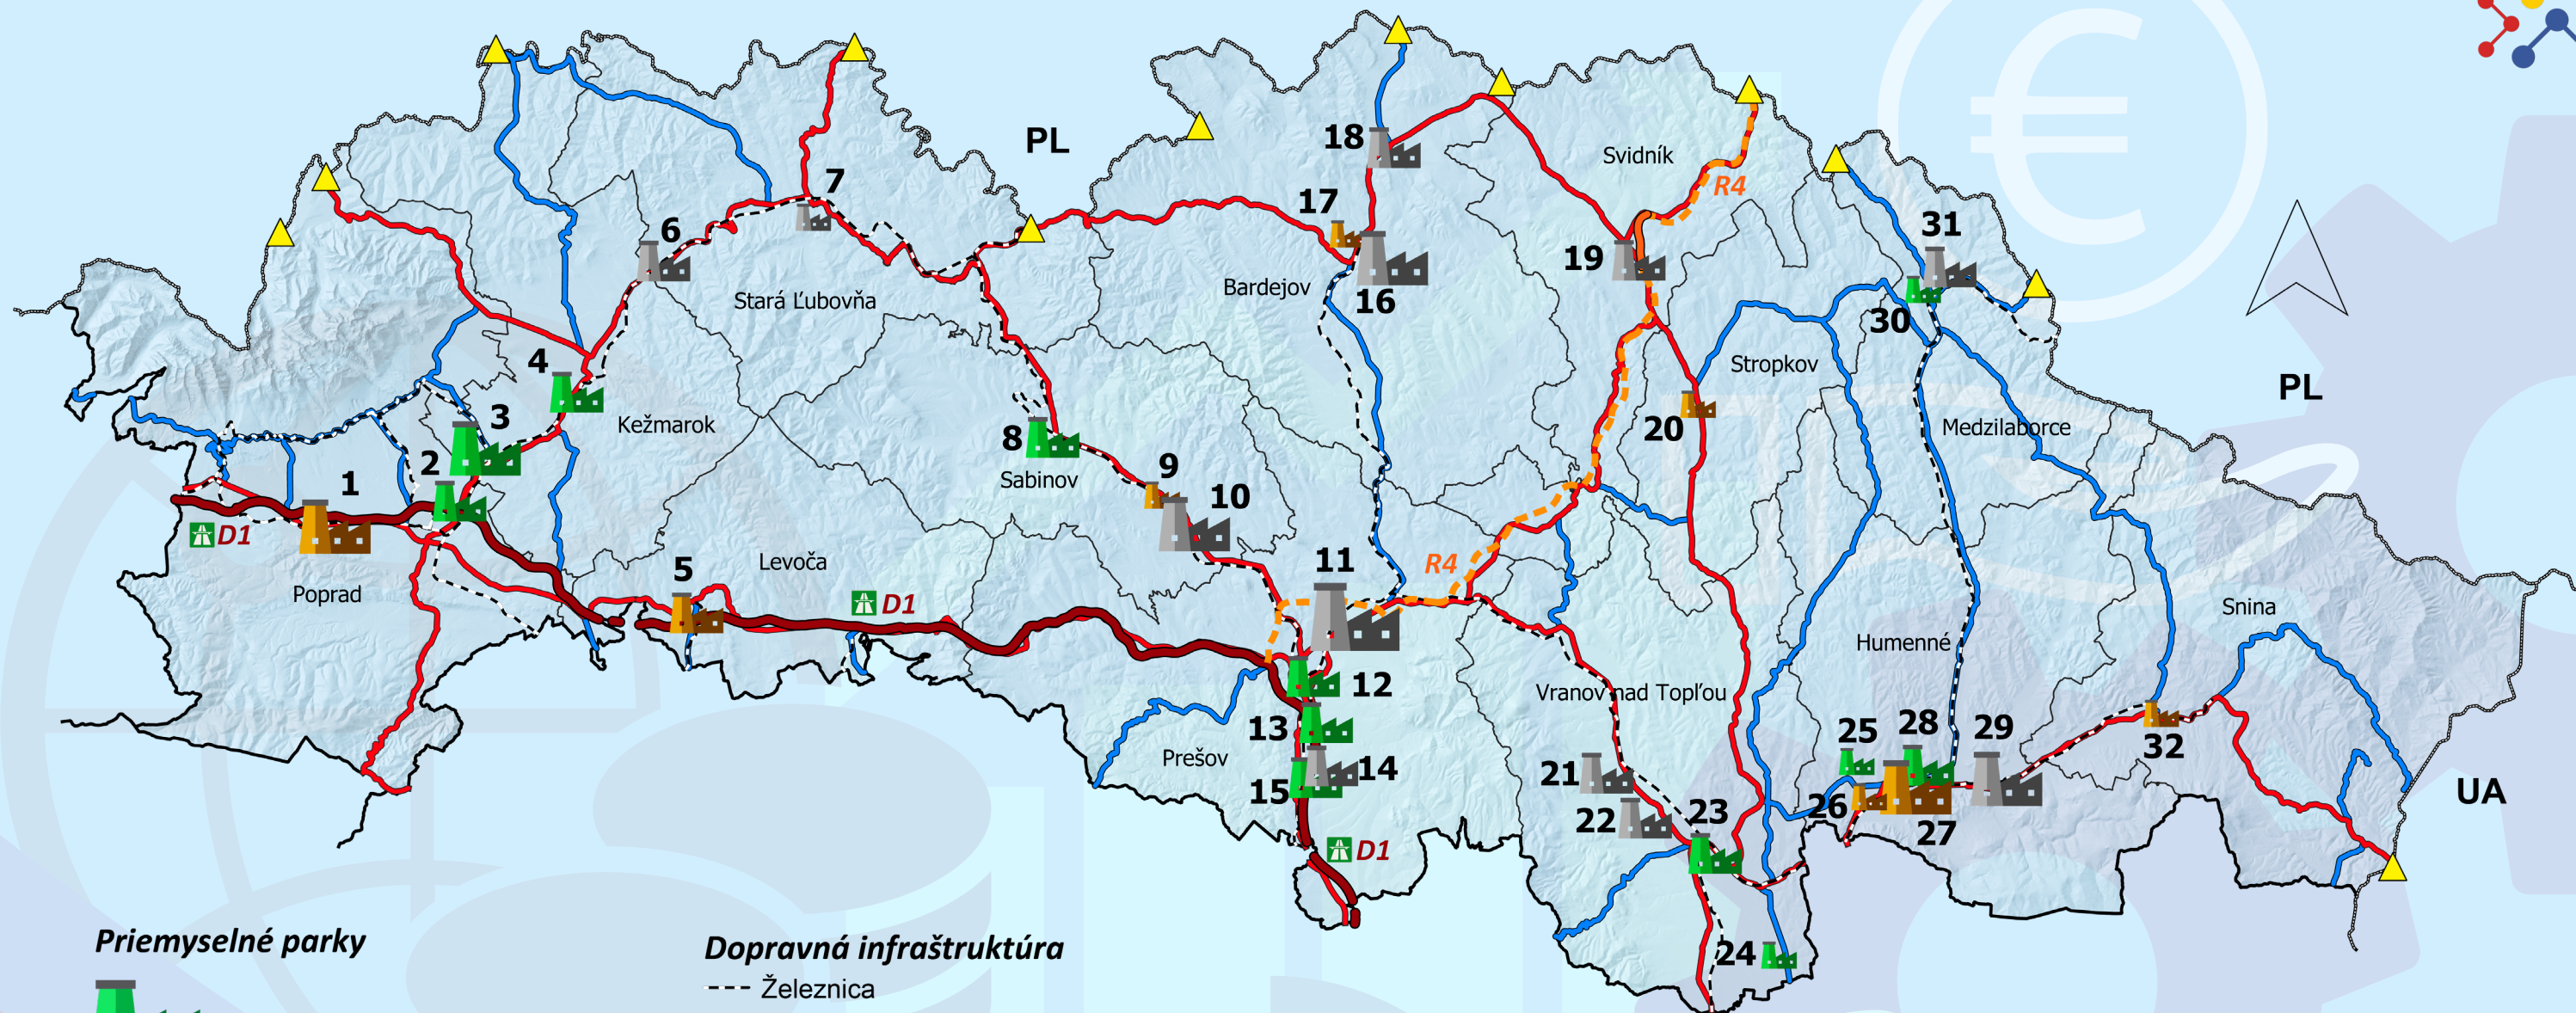 PL
18
Svidník
7
R4
17
6
31
19
Bardejov
Stará Ľubovňa
16
30
4
Stropkov
PL
3
Kežmarok
20
Medzilaborce
8
2
9
1
Sabinov
10
D1
Levoča
11
R4
5
Poprad
D1
Snina
Humenné
12
Vranov nad Topľou
13
28
25
29
32
Prešov
14
21
15
UA
26
22
23
27
D1
Priemyselné parky
Dopravná infraštruktúra
24
Železnica